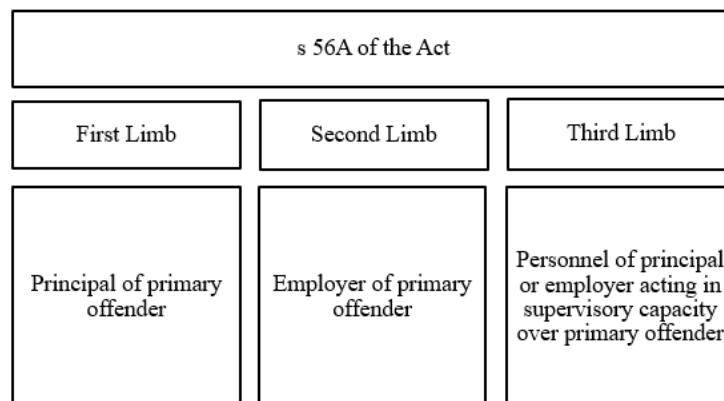 s 56A of the Act
First Limb
Second Limb
Third Limb
Principal of primary
offender
Employer of primary
offender
Personnel of principal
or employer acting in
supervisory capacity
over primary offender